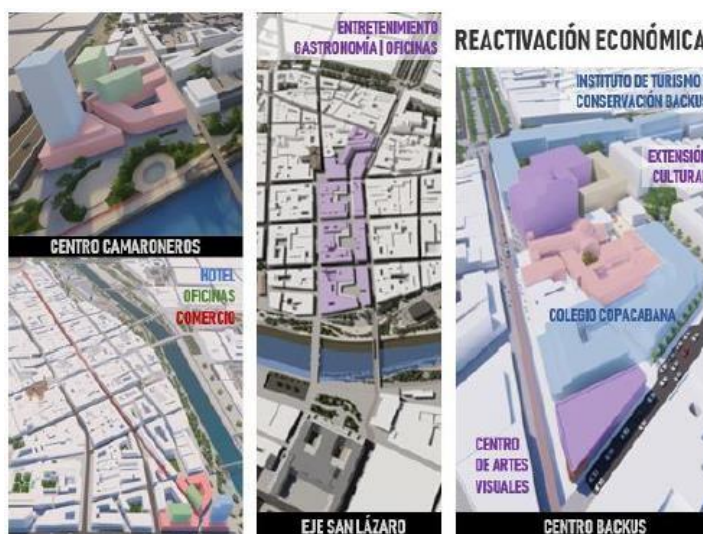 CENTRO CAMARONEROS
HOTEL
OFICINAS
COMERCIO
ENTRETENIMIENTO
GASTRONOMÍA | OFICINAS
EJE SAN LÁZARO
REACTIVACIÓN ECONÓMICA
INSTITUTO DE TURISMO
CONSERVACIÓN BACKUS
EXTENSIÓN
CULTURAL
COLEGIO COPACABANA
CENTRO
DE ARTES
VISUALES
CENTRO BACKUS